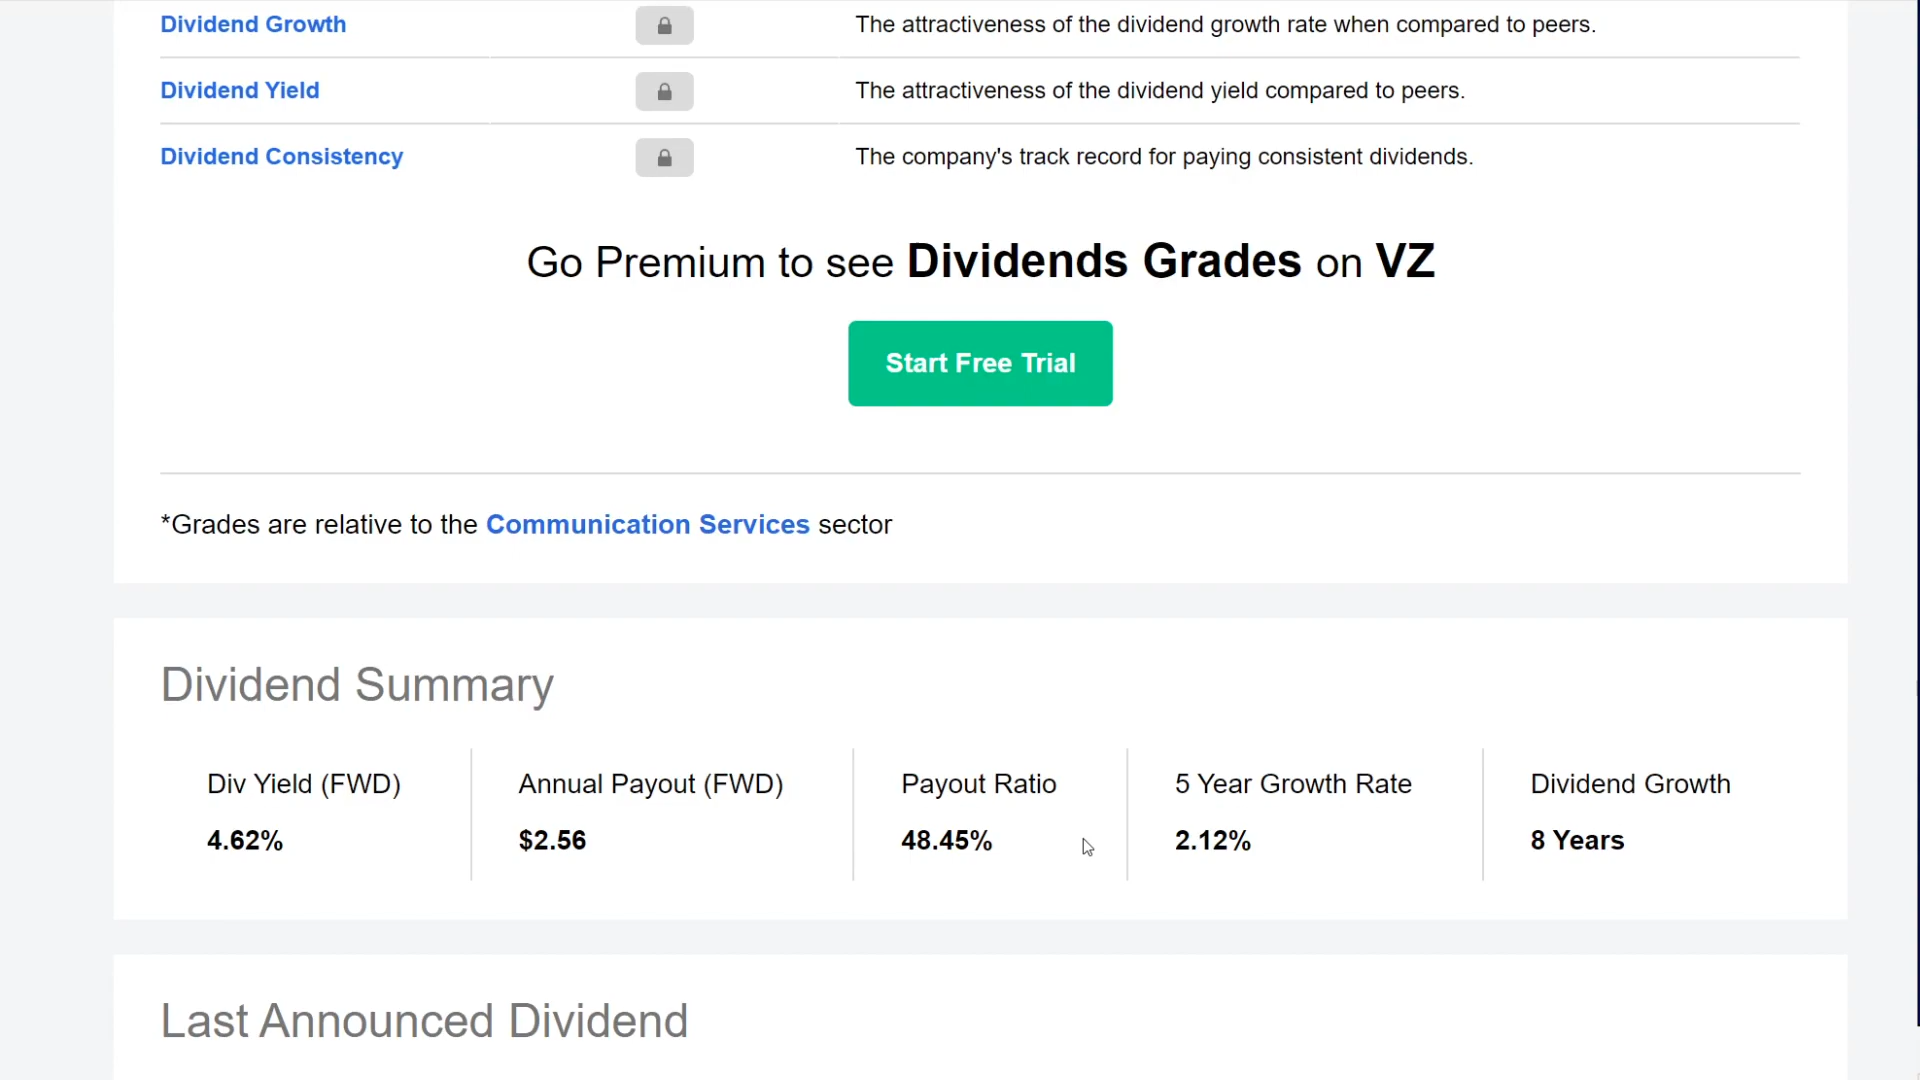 Dividend Growth The attractiveness of the dividend growth rate when compared to peers.
Dividend Yield The attractiveness of the dividend yield compared to peers.
Dividend Consistency The company's track record for paying consistent dividends.
Go Premium to see Dividends Grades on VZ
Start Free Trial
*Grades are relative to the Communication Services sector
Dividend Summary
Div Yield (FWD) Annual Payout (FWD) Payout Ratio 5 Year Growth Rate Dividend Growth
4.62% $2.56 48.45% 2.12% 8 Years
Last Announced Dividend